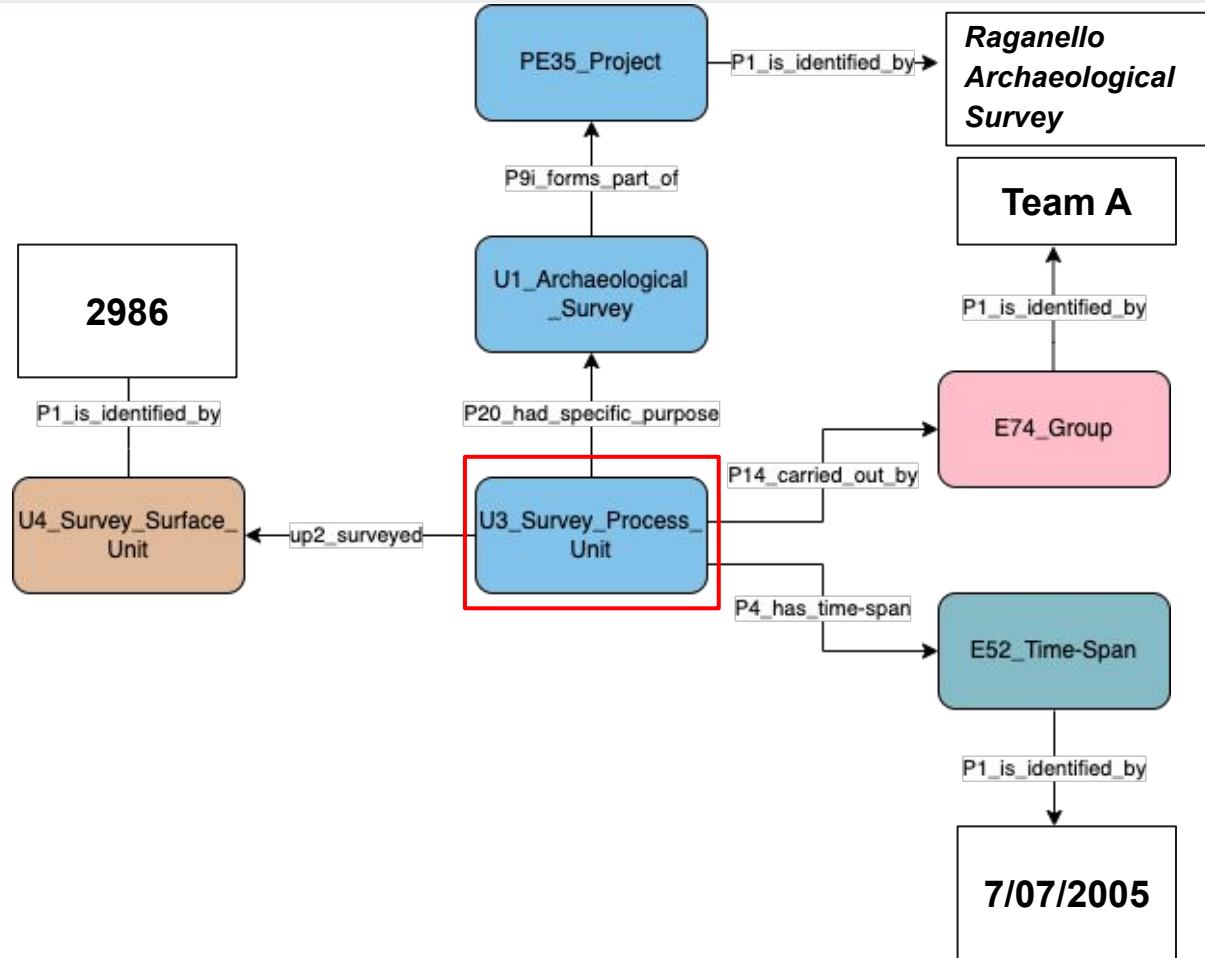 PE35_Project
P1_is_identified_by
Raganello
Archaeological
Survey
P9i_forms_part_of
Team A
U1_Archaeological
_Survey
2986
P1_is_identified_by
P1_is_identified_by
P20_had_specific_purpose
E74_Group
P14_carried_out_by
U4_Survey_Surface_
Unit
up2_surveyed
U3_Survey_Process_
Unit
P4_has_time-span
E52_Time-Span
P1_is_identified_by
7/07/2005